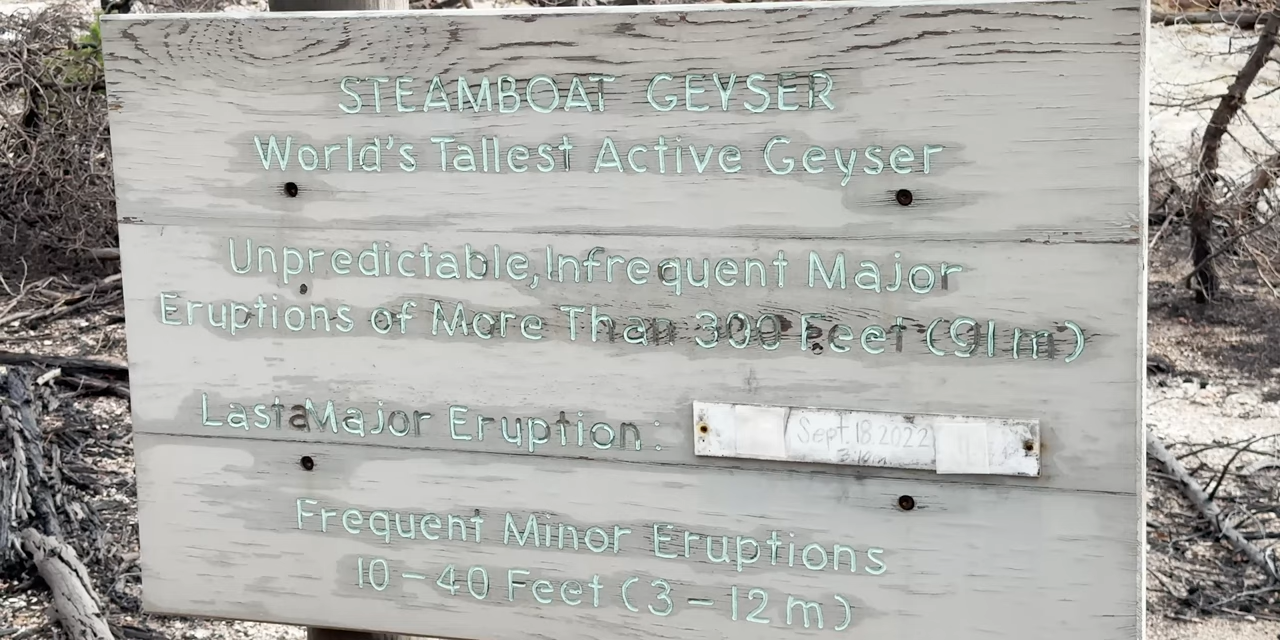 STEAMBOAT GEYSER
World's Tallest Active Geyser
Unpredictable, Infrequent Major
Eruptions of More Than 300 Feet (91m)
Last Major Eruption:
Sept. 18. 2022
Frequent Minor Eruptions
10-40 Feet (3-12 m)